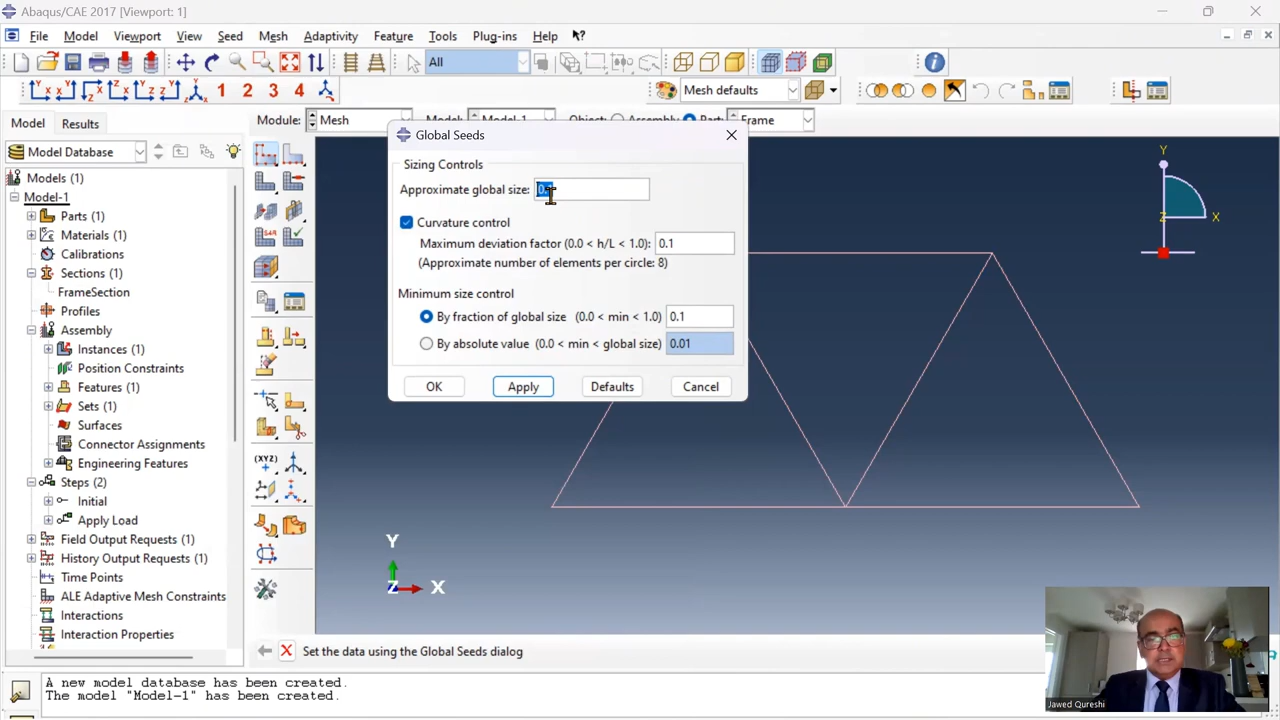 Abaqus/CAE 2017 [Viewport: 1]
File Model Viewport View Seed Mesh Adaptivity Feature Tools Plug-ins Help
All
1 2 3 4
Mesh defaults
Model Results
Module: Mesh Model: Model-1 Object: Assembly Part: Frame
Model Database
Models (1)
Model-1
Parts (1)
Materials (1)
Calibrations
Sections (1)
FrameSection
Profiles
Assembly
Instances (1)
Position Constraints
Features (1)
Sets (1)
Surfaces
Connector Assignments
Engineering Features
Steps (2)
Initial
Apply Load
Field Output Requests (1)
History Output Requests (1)
Time Points
ALE Adaptive Mesh Constraints
Interactions
Interaction Properties
Global Seeds
Sizing Controls
Approximate global size:
Curvature control
Maximum deviation factor (0.0 < h/L < 1.0): 0.1
(Approximate number of elements per circle: 8)
Minimum size control
By fraction of global size (0.0 < min < 1.0) 0.1
By absolute value (0.0 < min < global size) 0.01
OK Apply Defaults Cancel
Y
Z X
Y
Z X
(XYZ)
Set the data using the Global Seeds dialog
A new model database has been created.
The model "Model-1" has been created.
Jawed Qureshi